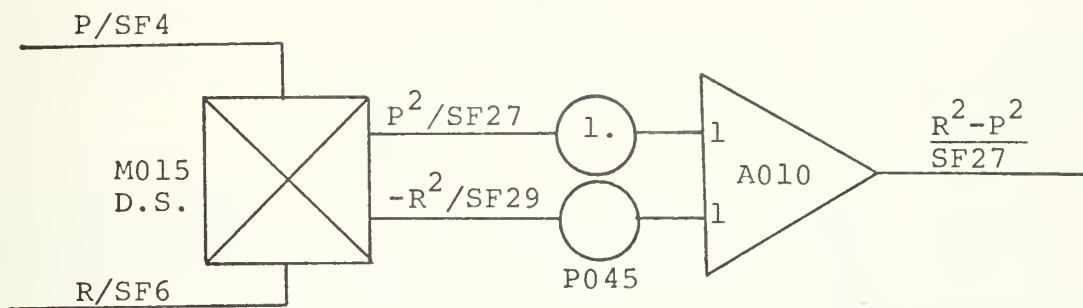 P/SF4
M015
D.S.
P²/SF27
-R²/SF29
R/SF6
1.
P045
1
1
A010
R²-P²
SF27